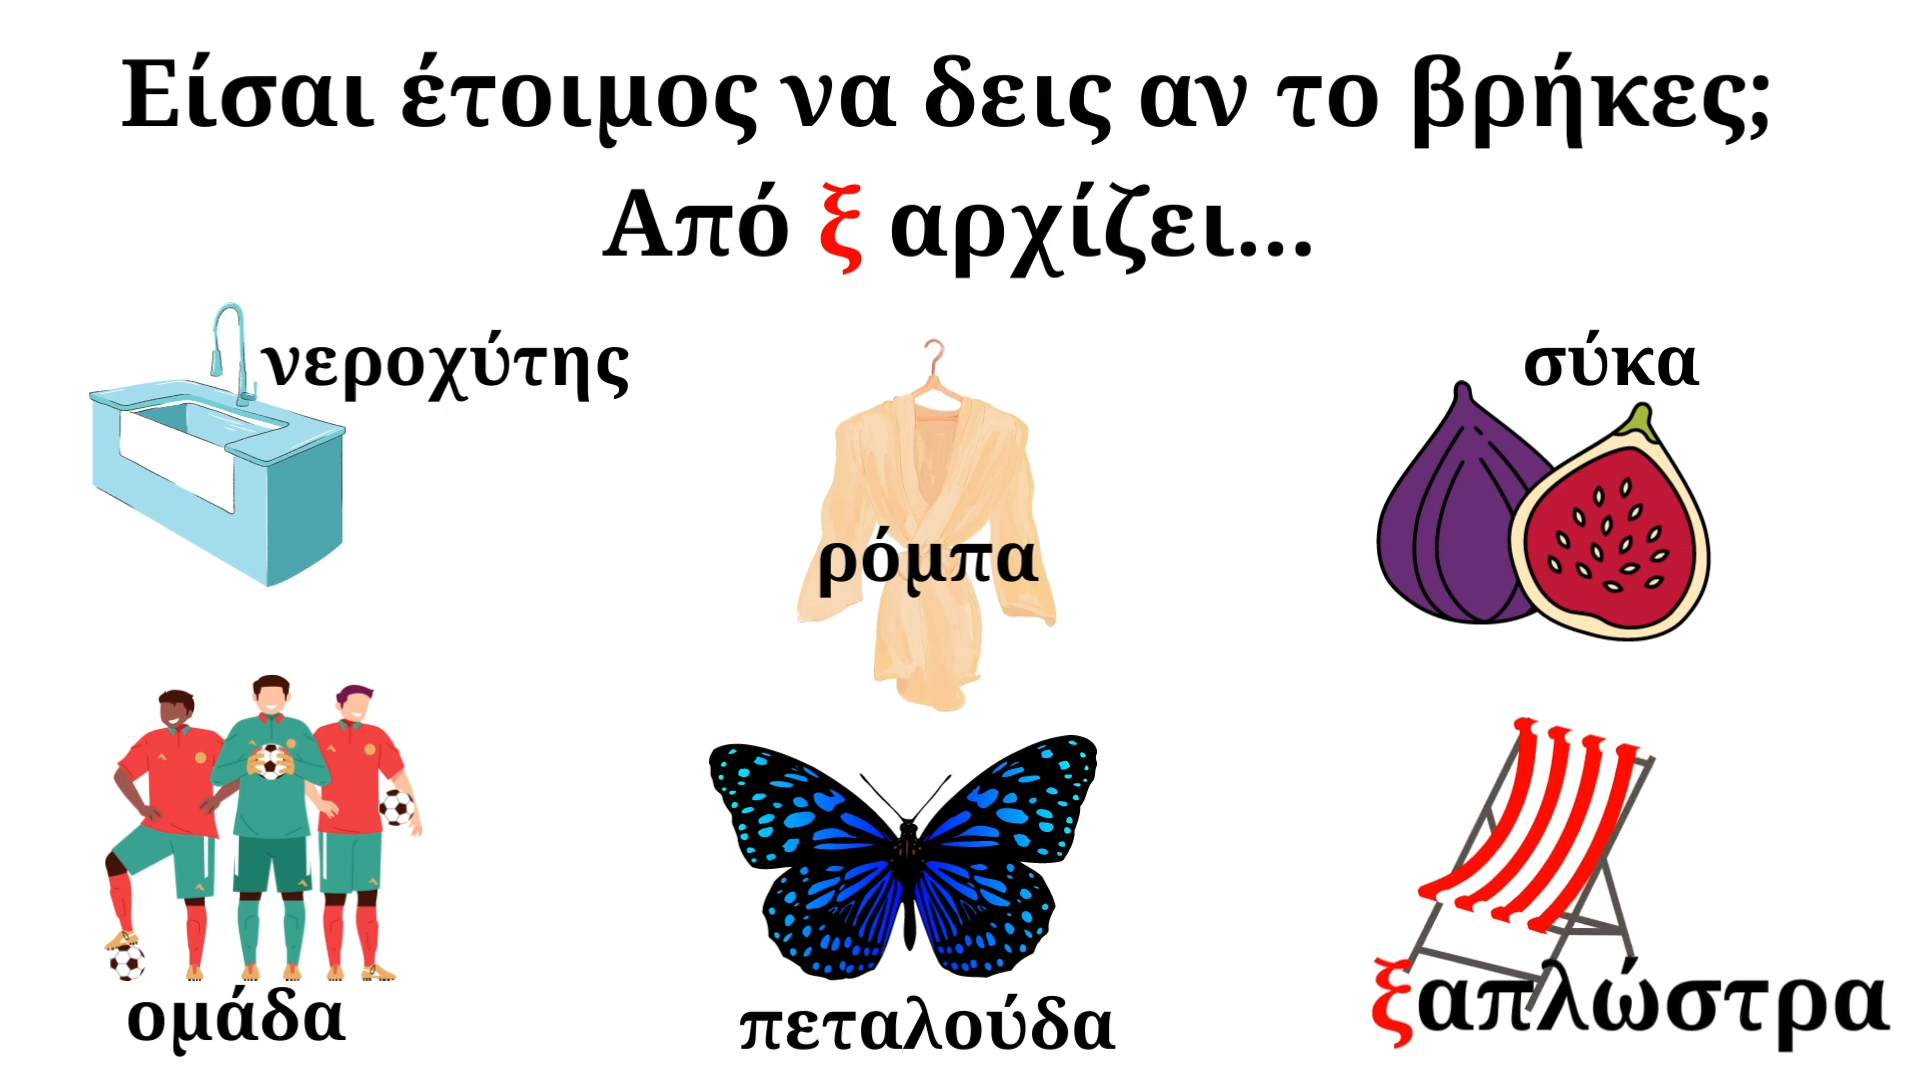 Είσαι έτοιμος να δεις αν το βρήκες;
Από ξ αρχίζει...
νεροχύτης
ρόμπα
σύκα
ομάδα
πεταλούδα
ξαπλώστρα